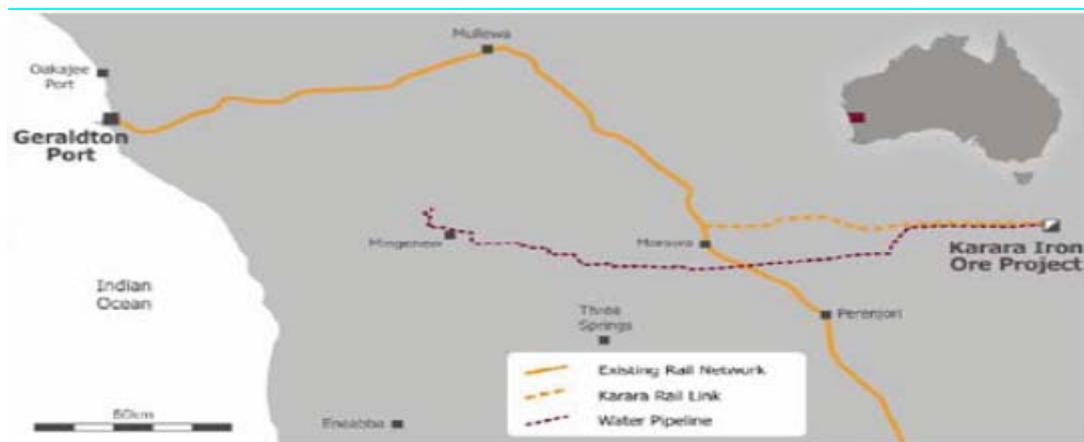 Mullewa
Oakajee
Port
Geraldton
Port
Mingenew
Morawa
Karara Iron
Ore Project
Indian
Ocean
Three
Springs
Perenjori
Existing Rail Network
Karara Rail Link
Water Pipeline
50km
Eneabba